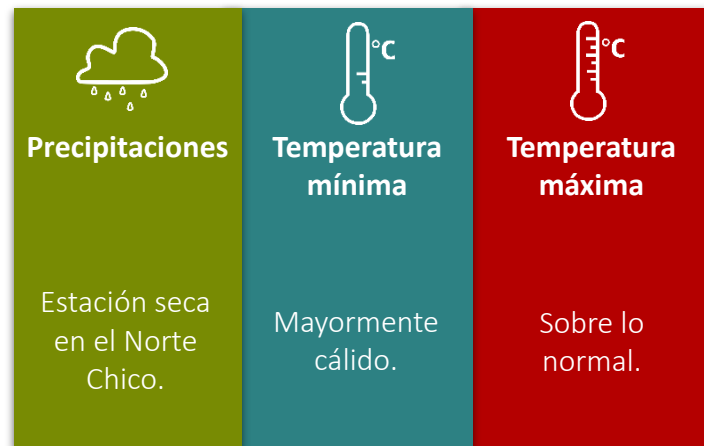 Precipitaciones
Estación seca
en el Norte
Chico.
°C
Temperatura
mínima
Mayormente
cálido.
°C
Temperatura
máxima
Sobre lo
normal.